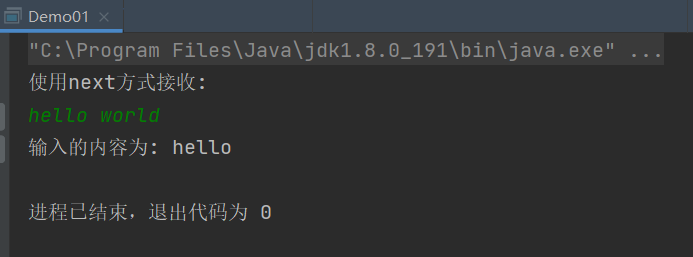 Demo01
"C:\Program Files\Java\jdk1.8.0_191\bin\java.exe" ...
使用next方式接收:
hello world
输入的内容为: hello
进程已结束，退出代码为 0